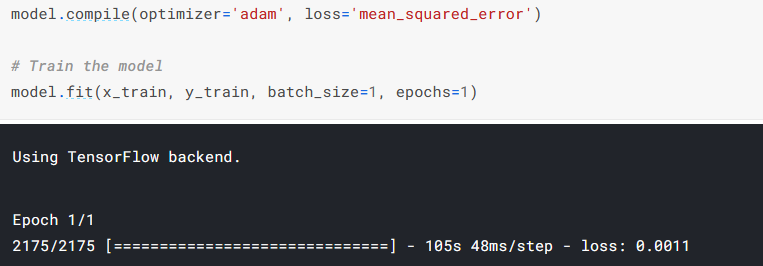 model.compile(optimizer='adam', loss='mean_squared_error')
# Train the model
model.fit(x_train, y_train, batch_size=1, epochs=1)
Using TensorFlow backend.
Epoch 1/1
2175/2175 [==============================] - 105s 48ms/step - loss: 0.0011